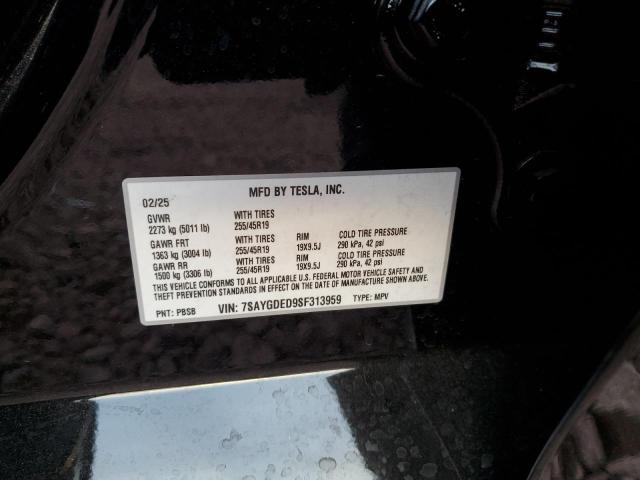 MFD BY TESLA, INC.
02/25
GVWR WITH TIRES
2273 kg (5011 lb) 255/45R19
GAWR FRT WITH TIRES RIM COLD TIRE PRESSURE
1363 kg (3004 lb) 255/45R19 19X9.5J 290 kPa, 42 psi
GAWR RR WITH TIRES RIM COLD TIRE PRESSURE
1500 kg (3306 lb) 255/45R19 19X9.5J 290 kPa, 42 psi
THIS VEHICLE CONFORMS TO ALL APPLICABLE U.S. FEDERAL MOTOR VEHICLE SAFETY AND
THEFT PREVENTION STANDARDS IN EFFECT ON THE DATE OF MANUFACTURE SHOWN ABOVE.
PNT: PBSB VIN: 7SAYGDED9SF313959 TYPE: MPV